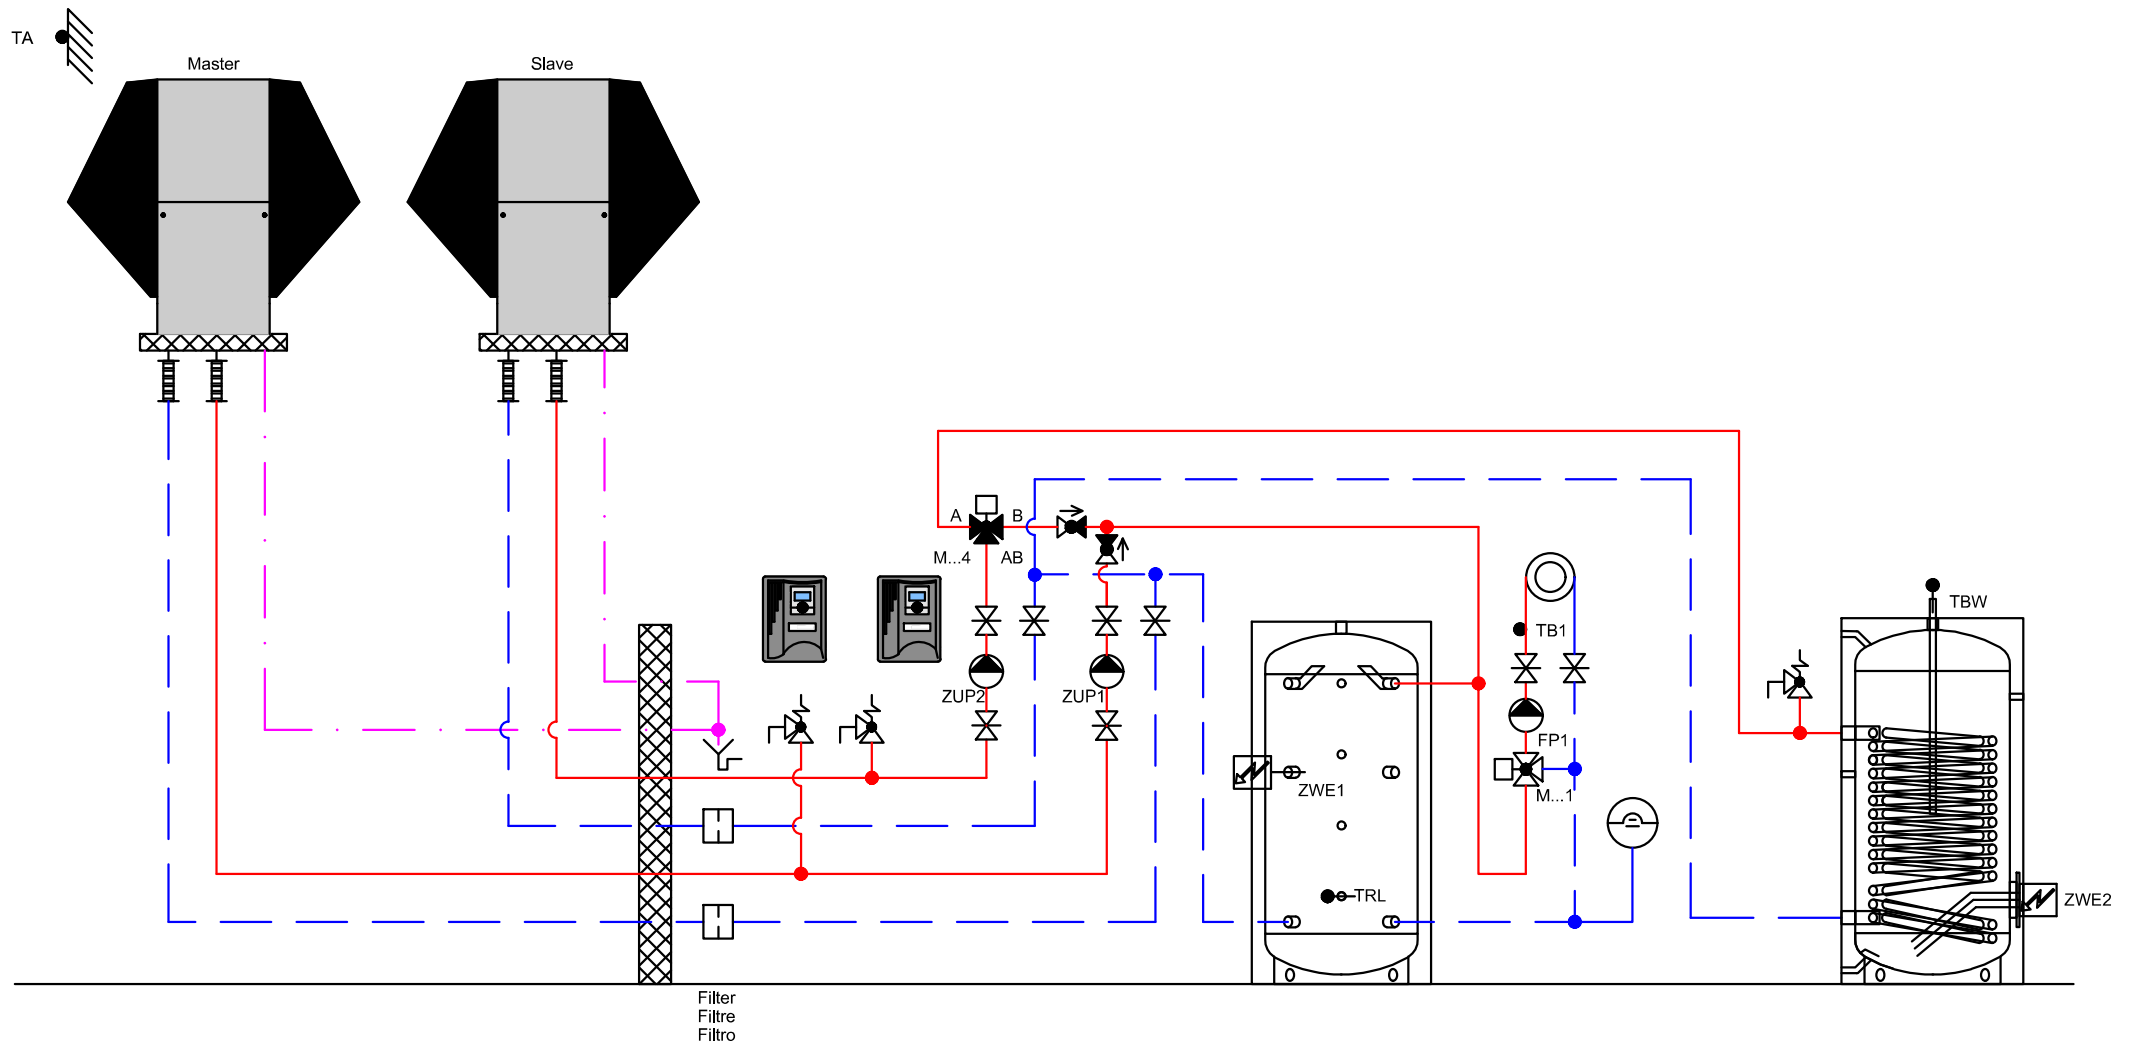 TA
Master
Slave
A
B
M...4
AB
TBW
TB1
ZUP2
ZUP1
FP1
ZWE1
M...1
TRL
ZWE2
Filter
Filtre
Filtro